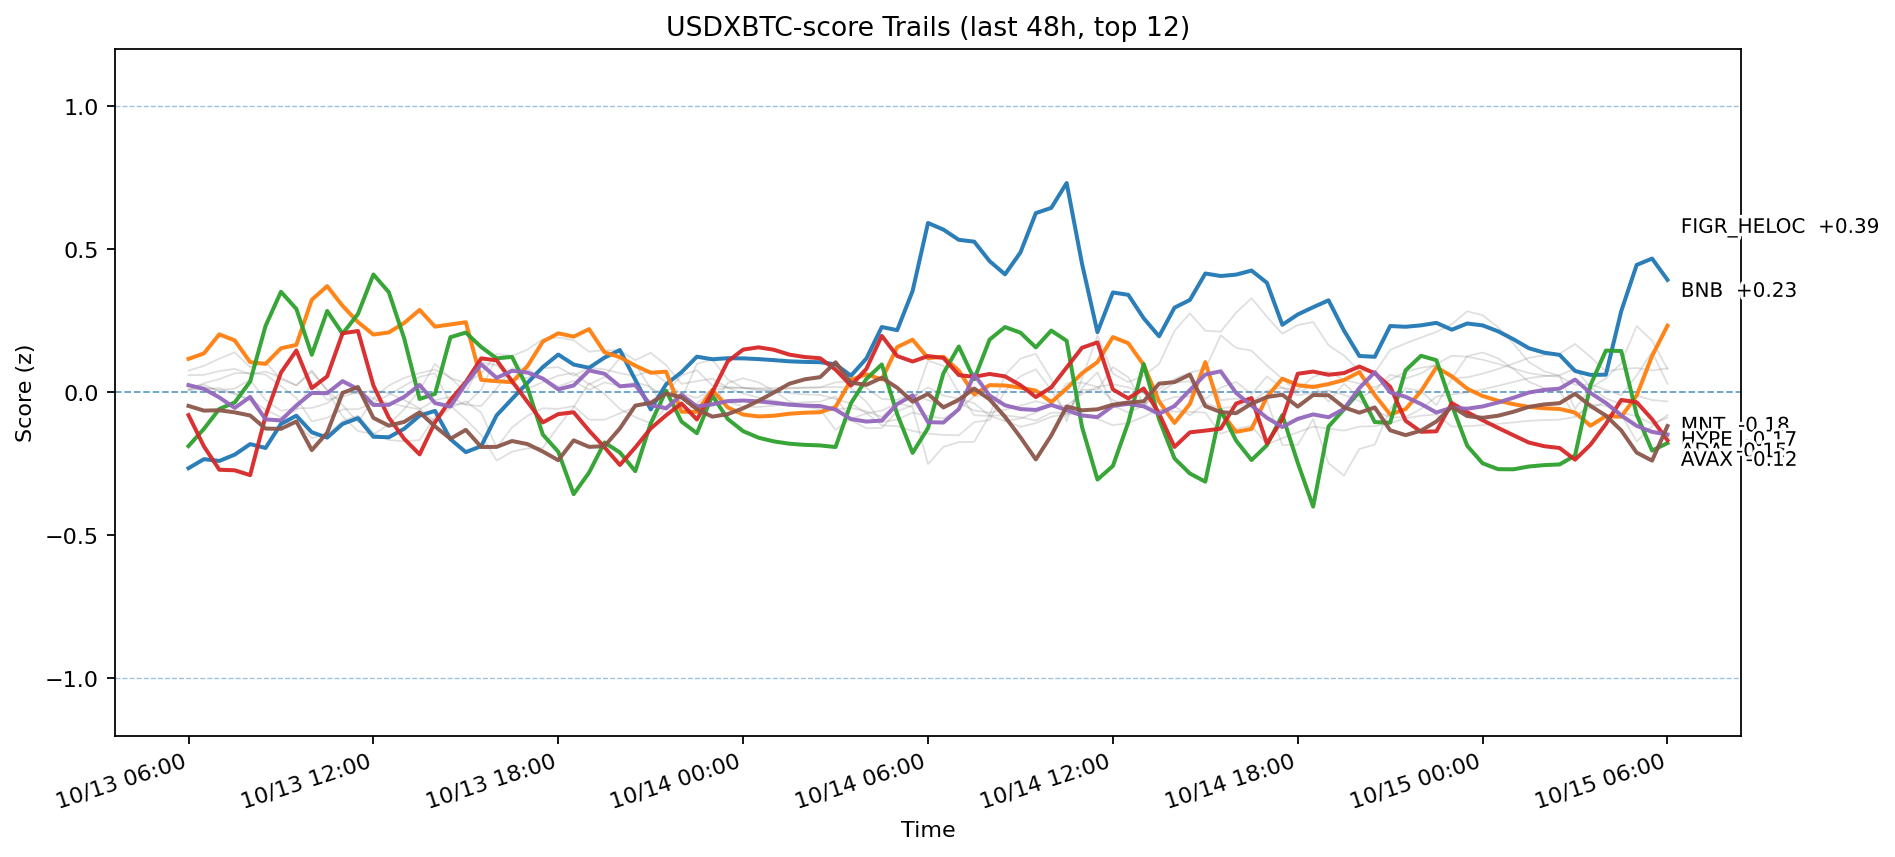 USDXBTC-score Trails (last 48h, top 12)
Score (z)
1.0
0.5
0.0
−0.5
−1.0
FIGR_HELOC +0.39
BNB +0.23
MNT -0.18
HYPE -0.17
ADA -0.15
AVAX -0.12
10/13 06:00
10/13 12:00
10/13 18:00
10/14 00:00
10/14 06:00
10/14 12:00
10/14 18:00
10/15 00:00
10/15 06:00
Time